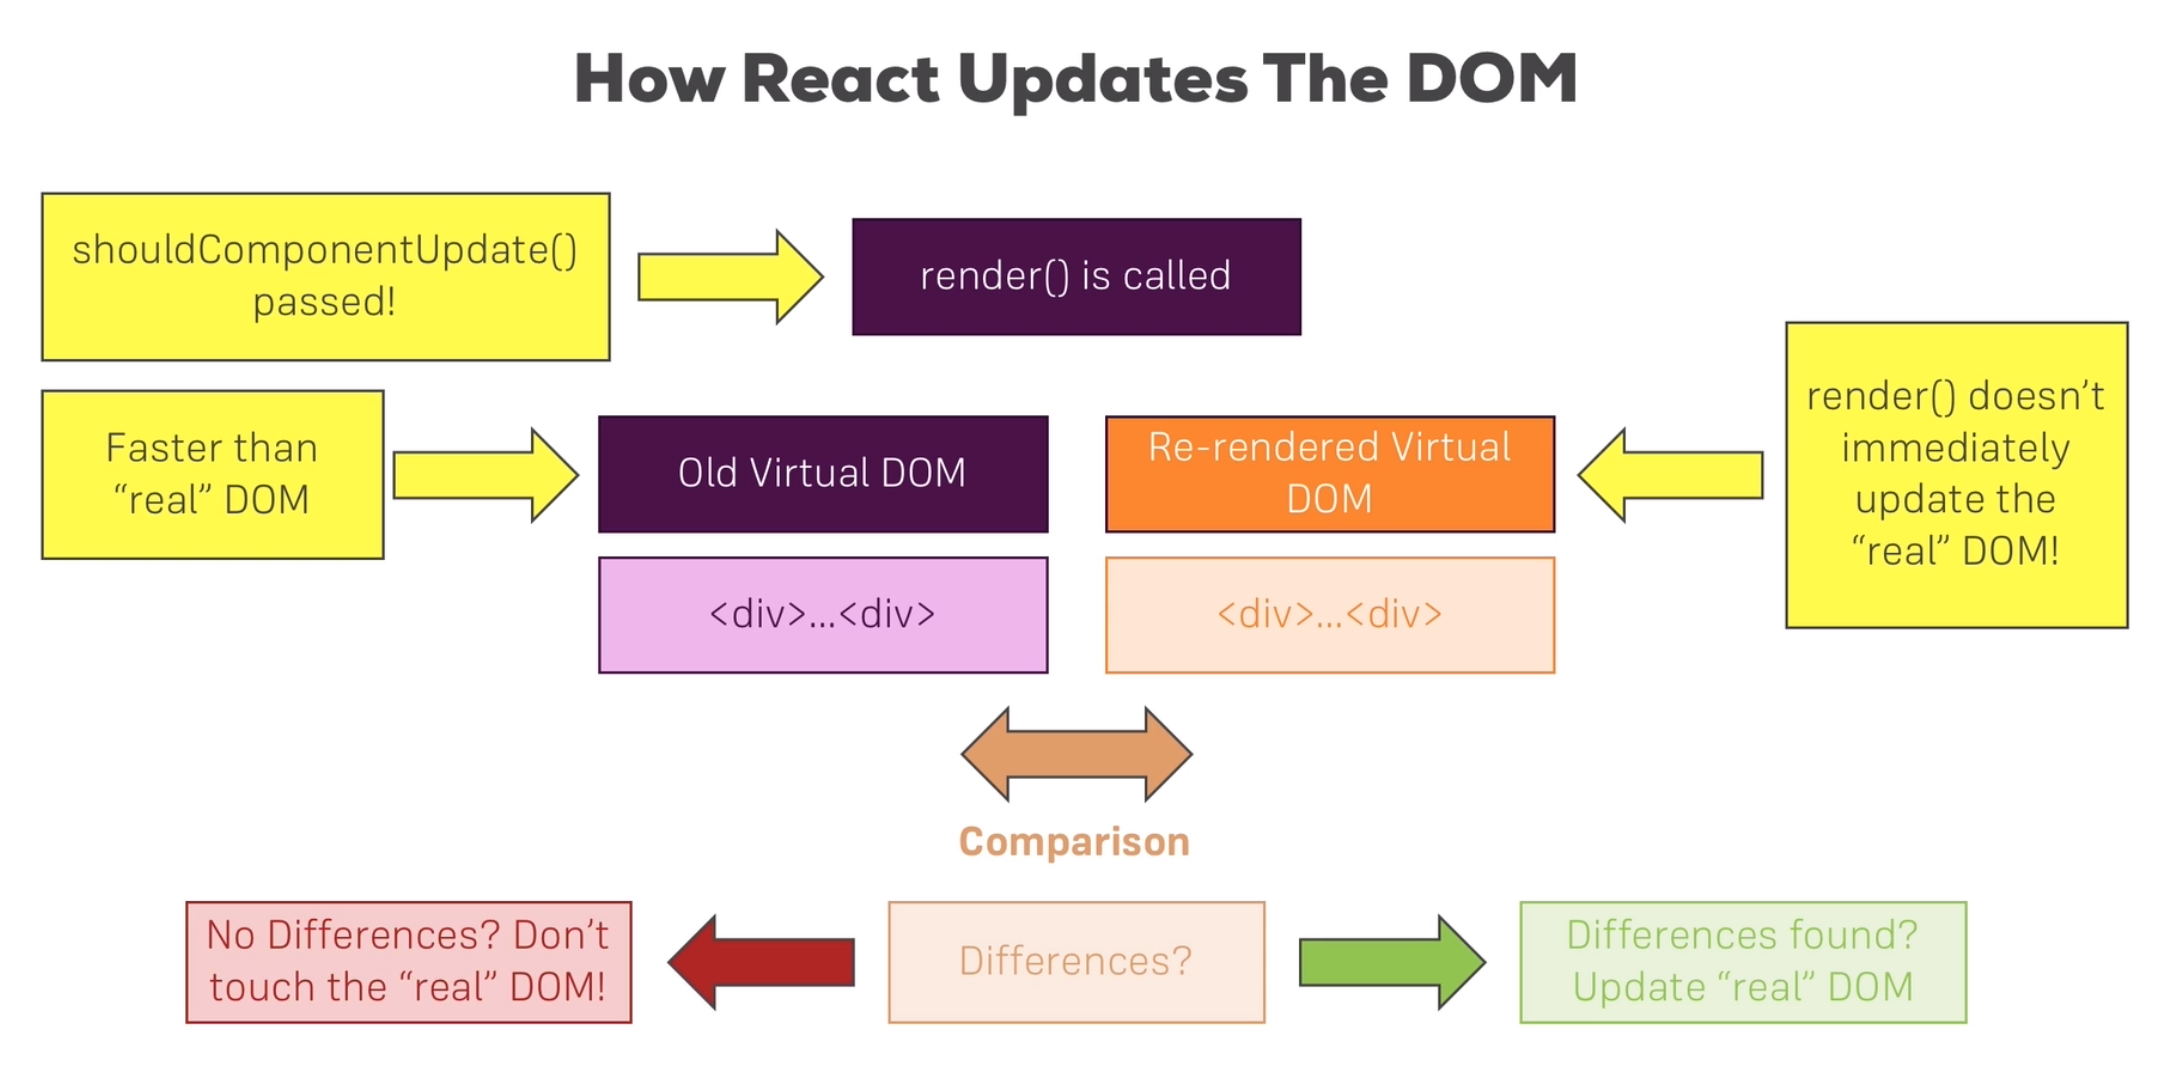 How React Updates The DOM
shouldComponentUpdate()
passed!
render() is called
Faster than
“real” DOM
Old Virtual DOM
Re-rendered Virtual
DOM
render() doesn’t
immediately
update the
“real” DOM!
<div>...<div>
<div>...<div>
Comparison
No Differences? Don’t
touch the “real” DOM!
Differences?
Differences found?
Update “real” DOM